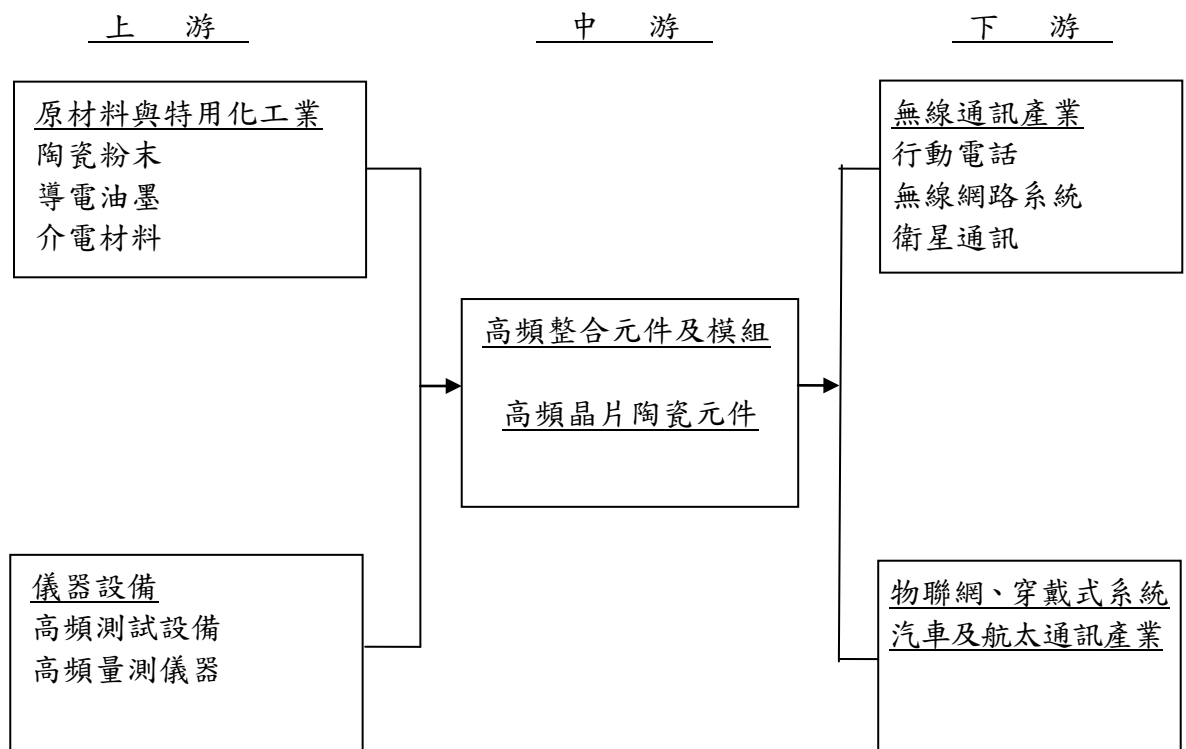 上 游
中 游
下 游
原材料與特用化工業
陶瓷粉末
導電油墨
介電材料
無線通訊產業
行動電話
無線網路系統
衛星通訊
高頻整合元件及模組
高頻晶片陶瓷元件
儀器設備
高頻測試設備
高頻量測儀器
物聯網、穿戴式系統
汽車及航太通訊產業